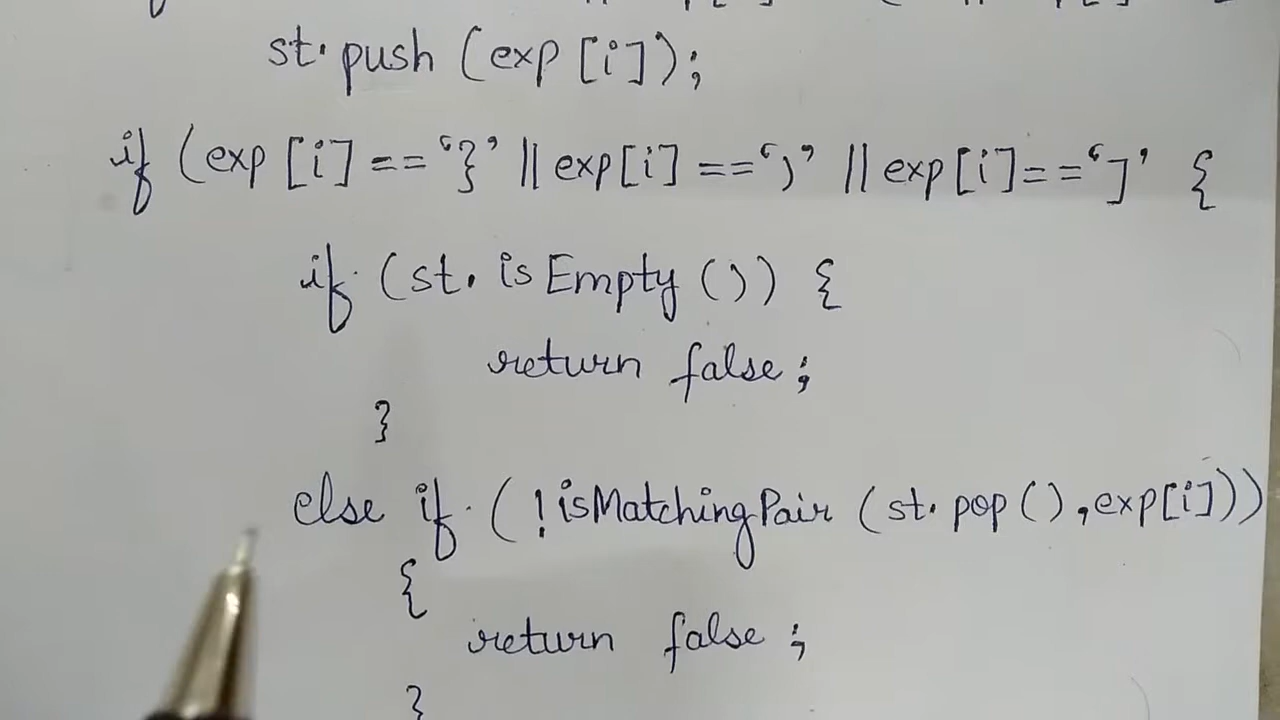 st.push (exp [i]);
if (exp [i] == '}' || exp[i] == ')' || exp[i] == ']' {
if (st. isEmpty ()) {
return false;
}
else if (!isMatchingPair (st. pop () , exp[i]))
{
return false ;
}